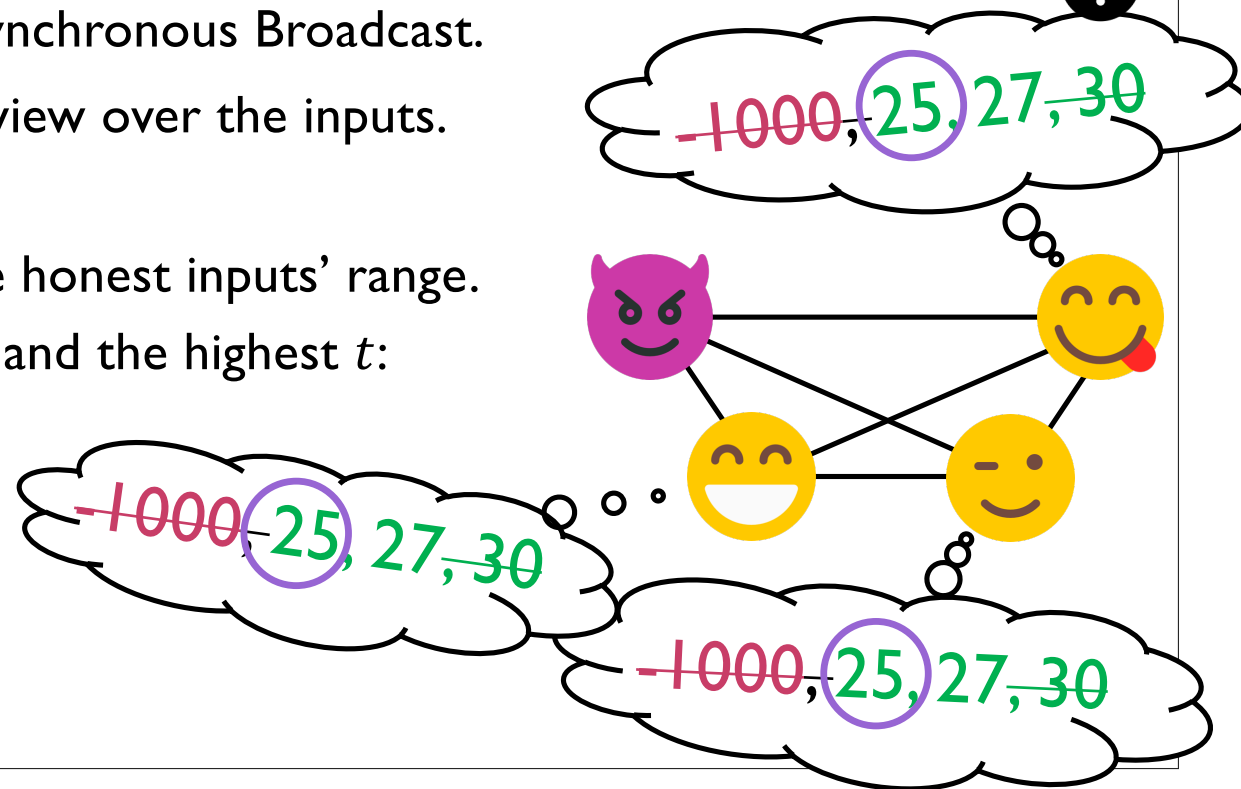 Broadcast.
view over the inputs.
honest inputs’ range.
and the highest t:
-1000, 25, 27, 30
-1000, 25, 27, 30
-1000, 25, 27, 30